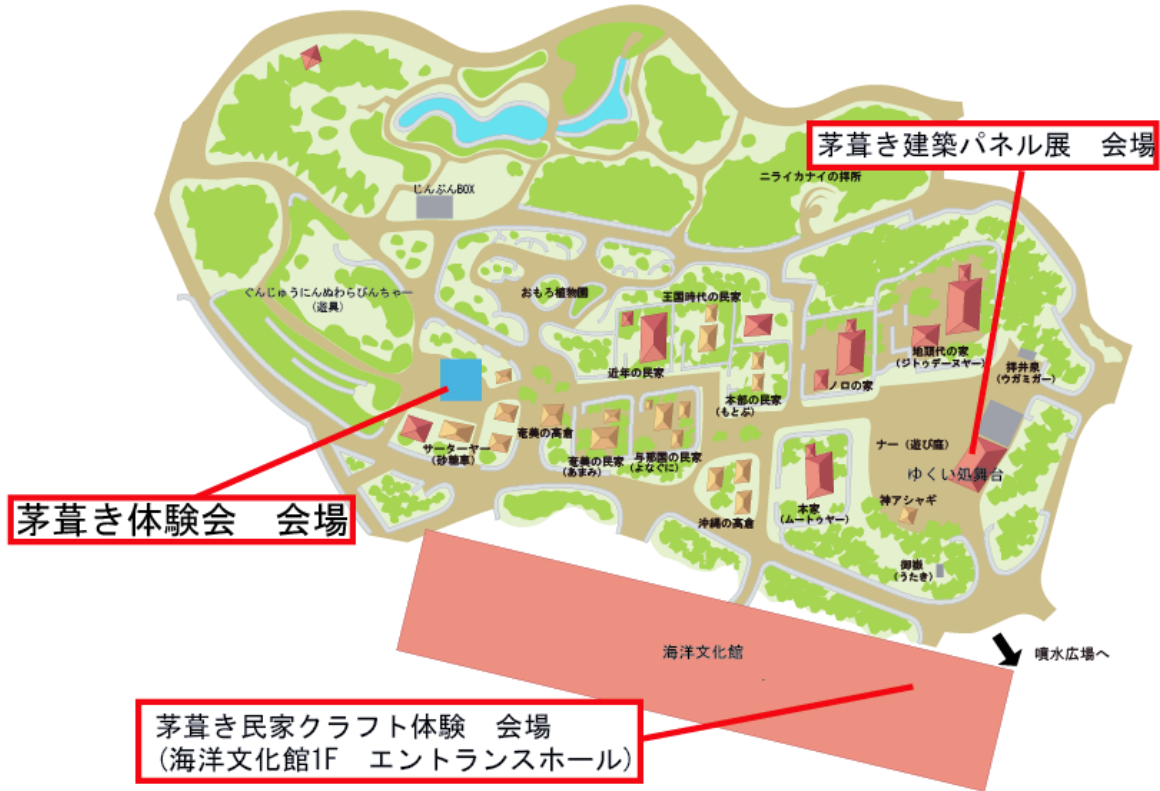 茅葺き建築パネル展　会場
ニライカナイの拝所
じんぶんBOX
ぐんじゅうにんぬわらびんちゃー
(遊具)
おもろ植物園
王国時代の民家
近年の民家
本部の民家
(もとぶ)
ノロの家
地頭代の家
(ジトゥデーヌヤー)
拝井泉
(ウガミガー)
サーターヤー
(砂糖車)
奄美の高倉
奄美の民家
(あまみ)
与那国の民家
(よなぐに)
ナー（遊び庭）
ゆくい処舞台
神アシャギ
本家
(ムートゥヤー)
沖縄の高倉
御嶽
(うたき)
茅葺き体験会　会場
海洋文化館
噴水広場へ
茅葺き民家クラフト体験　会場
(海洋文化館1F　エントランスホール)